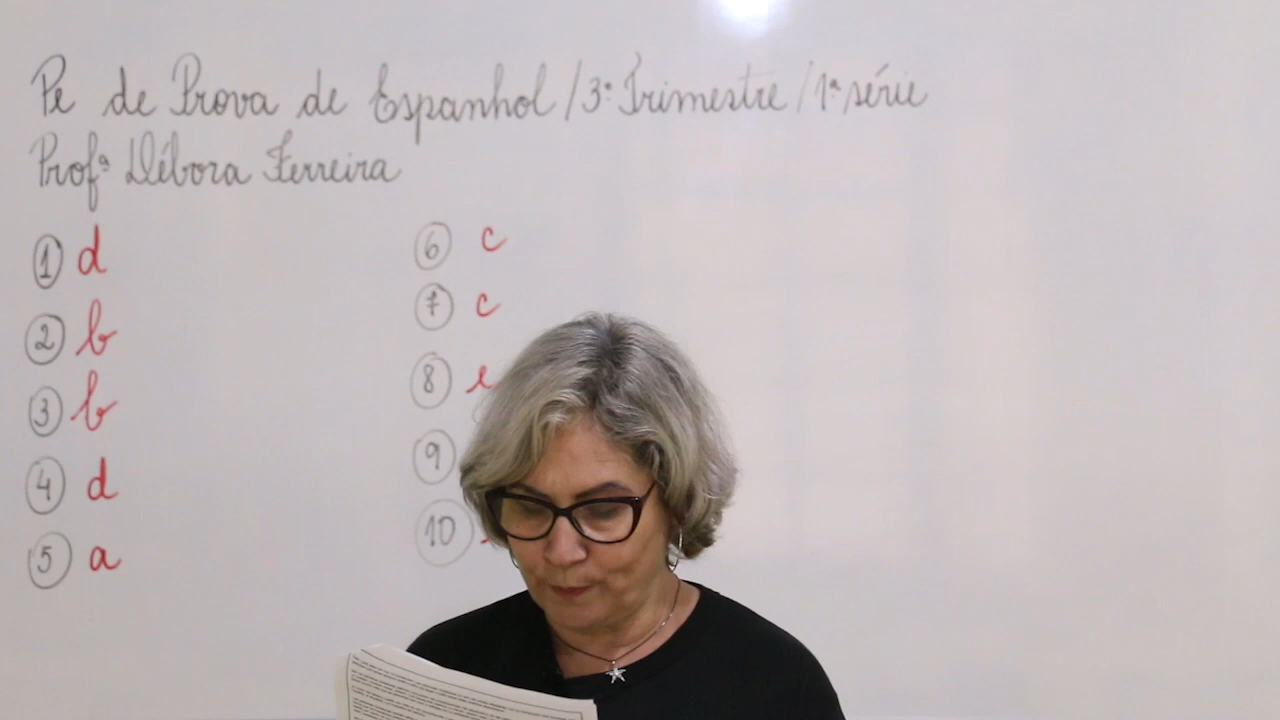 Pe de Prova de Espanhol / 3º Trimestre / 1ª série
Profª Débora Ferreira
1 d
2 b
3 b
4 d
5 a
6 c
7 c
8 e
9
10